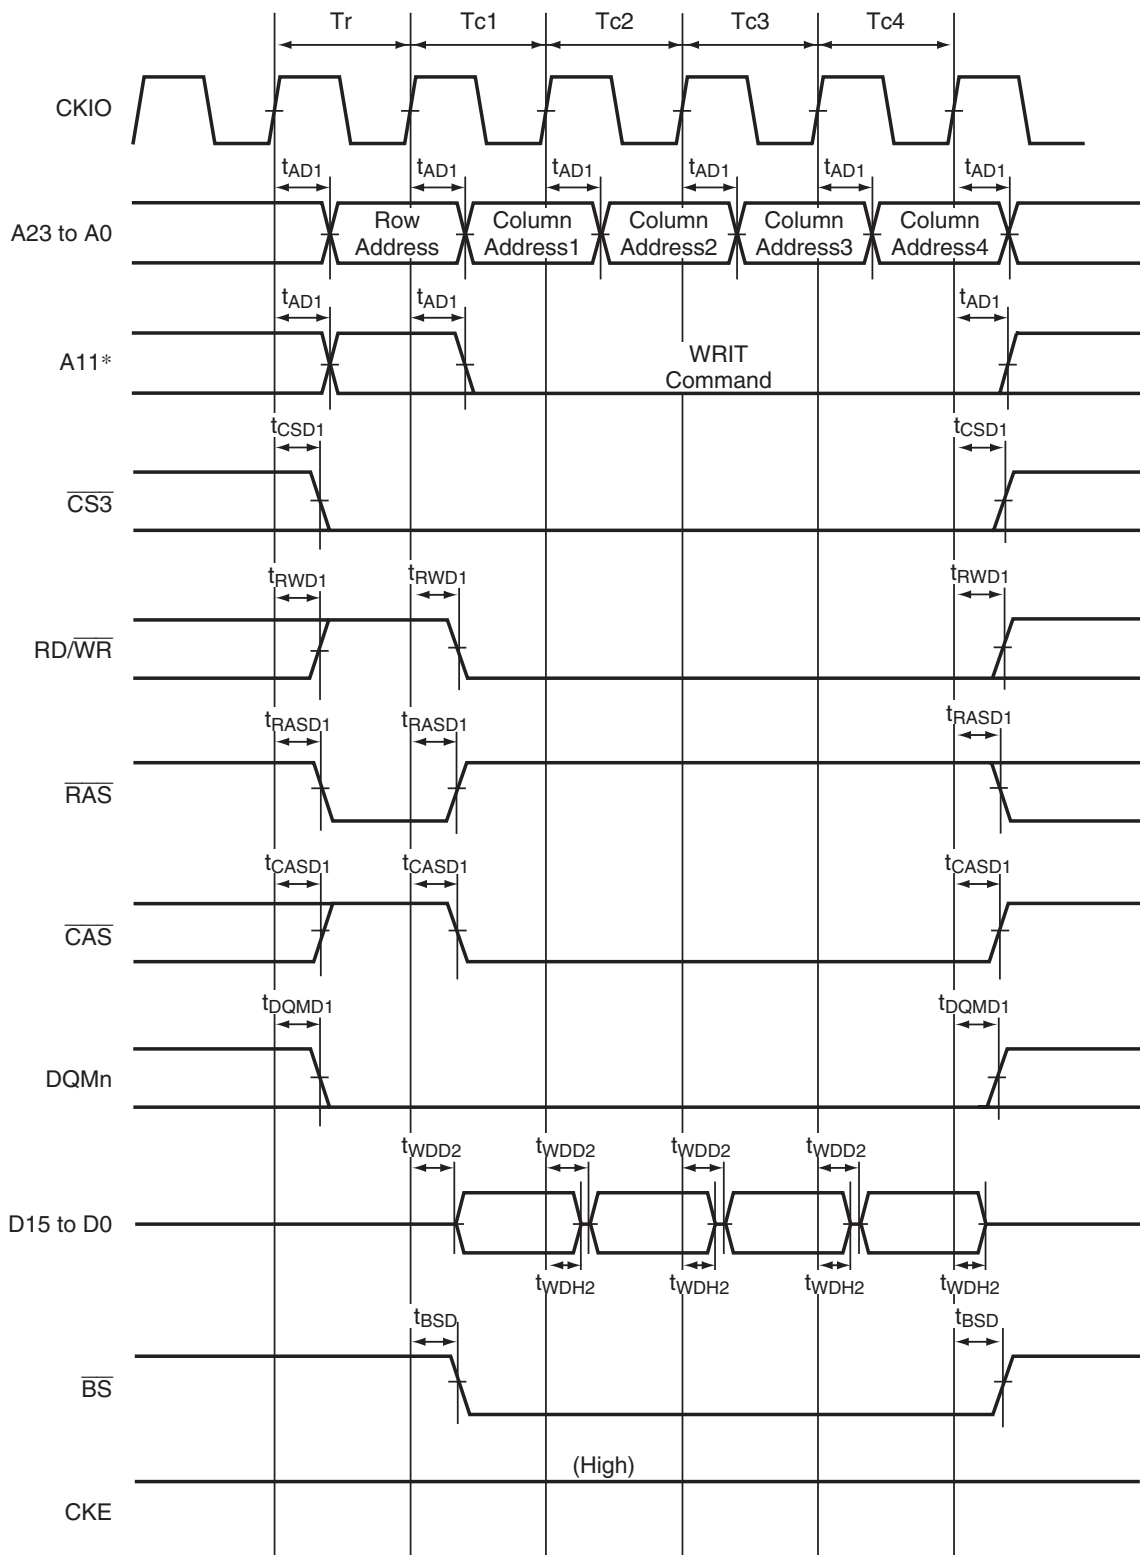 Tr Tc1 Tc2 Tc3 Tc4
CKIO
tAD1 tAD1 tAD1 tAD1 tAD1 tAD1
A23 to A0
Row Address
Column Address1
Column Address2
Column Address3
Column Address4
tAD1 tAD1 tAD1
A11*
WRIT
Command
tCSD1 tCSD1
CS3
tRWD1 tRWD1 tRWD1
RD/WR
tRASD1 tRASD1 tRASD1
RAS
tCASD1 tCASD1 tCASD1
CAS
tDQMD1 tDQMD1
DQMn
tWDD2 tWDD2 tWDD2 tWDD2
D15 to D0
tWDH2 tWDH2 tWDH2 tWDH2
tBSD tBSD
BS
(High)
CKE